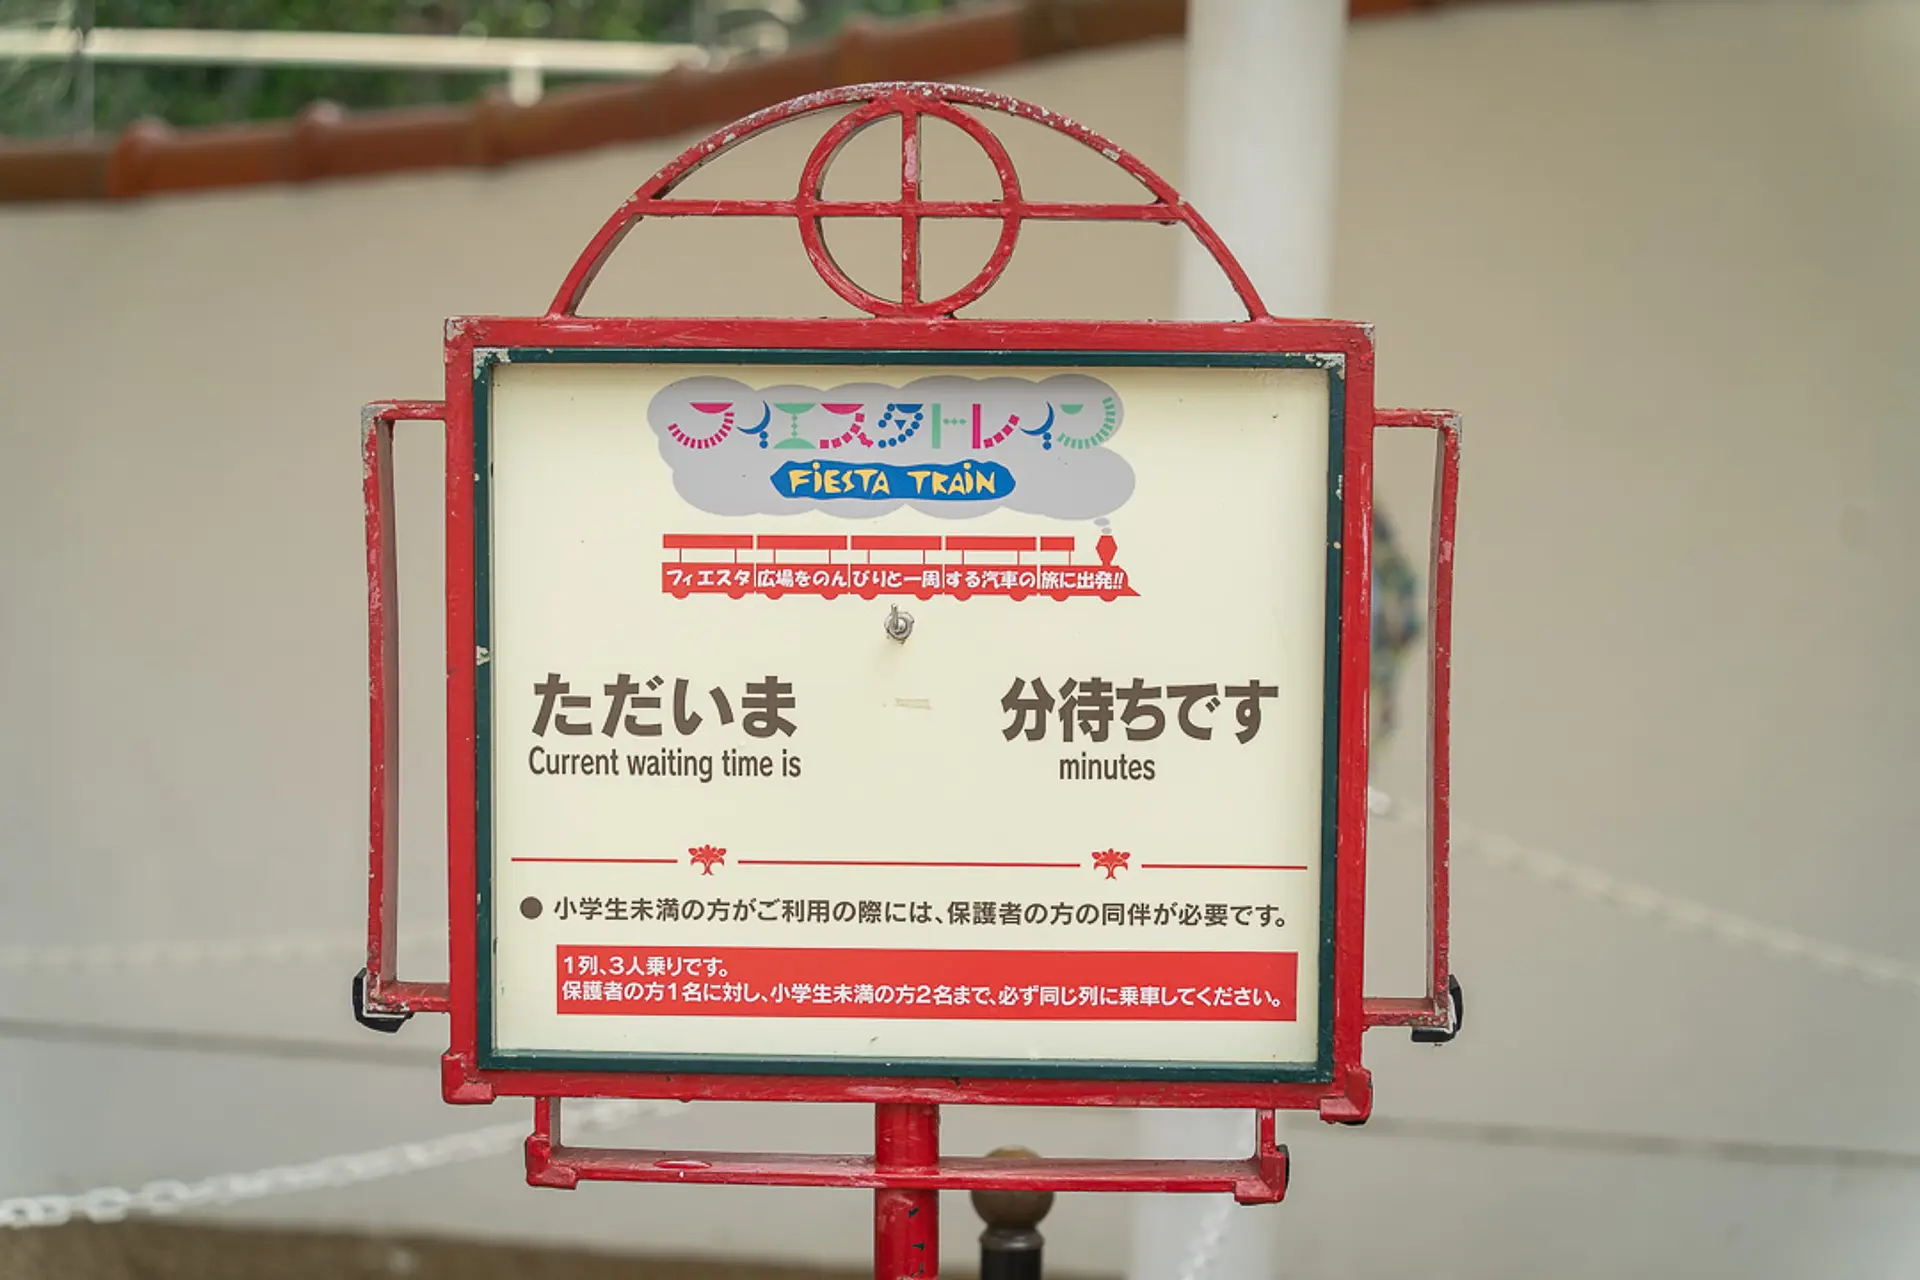 フィエスタトレイン
FIESTA TRAIN
フィエスタ広場をのんびりと一周する汽車の旅に出発!!
ただいま 分待ちです
Current waiting time is minutes
●小学生未満の方がご利用の際には、保護者の方の同伴が必要です。
1列、3人乗りです。
保護者の方1名に対し、小学生未満の方2名まで、必ず同じ列に乗車してください。